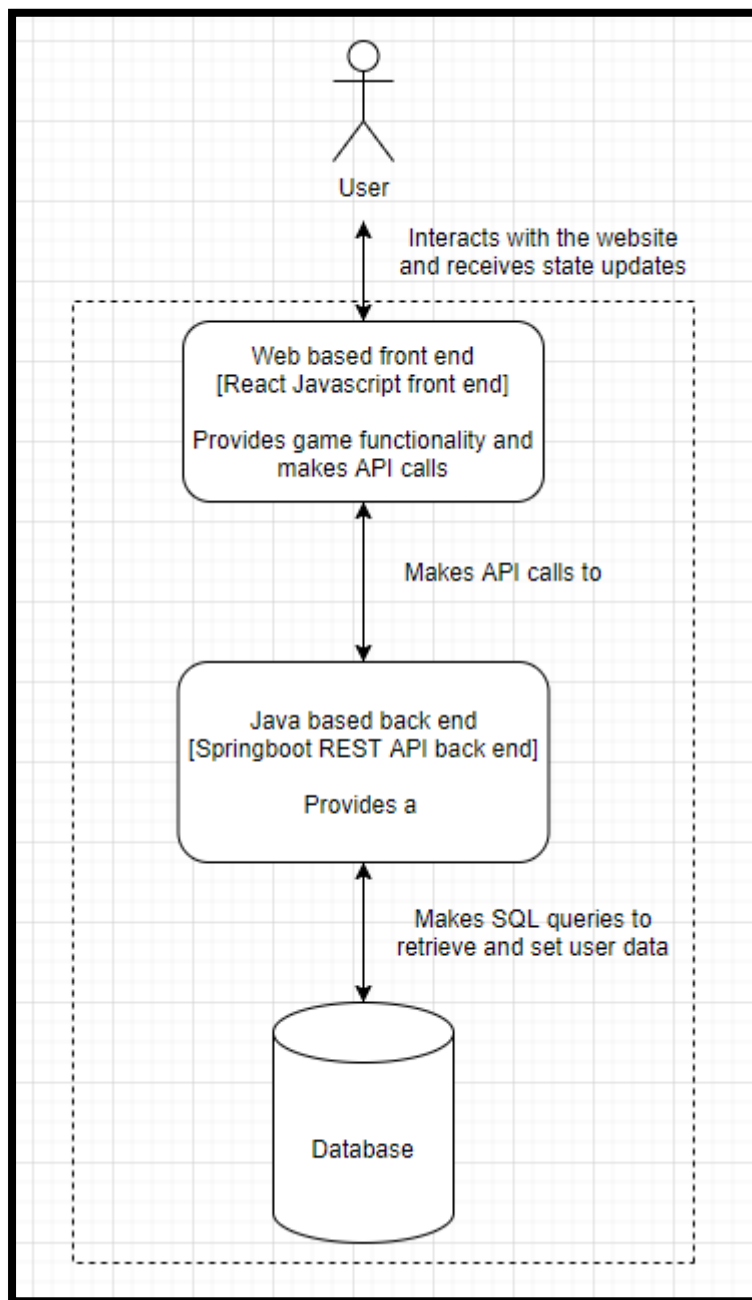 User
Interacts with the website
and receives state updates
Web based front end
[React Javascript front end]
Provides game functionality and
makes API calls
Makes API calls to
Java based back end
[Springboot REST API back end]
Provides a
Makes SQL queries to
retrieve and set user data
Database